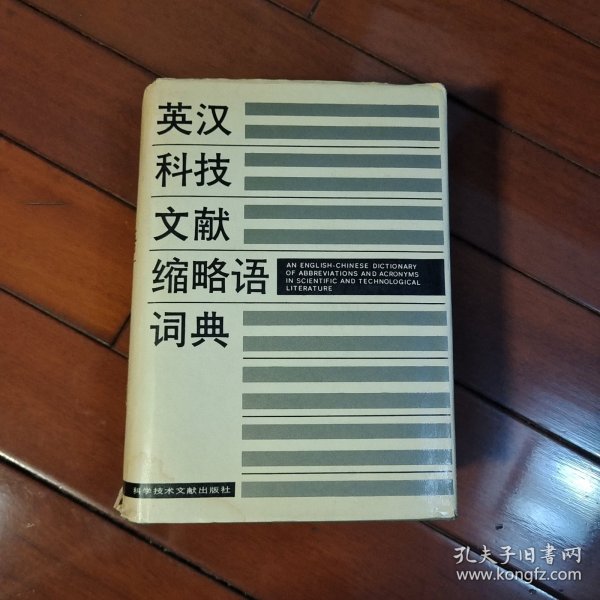 英汉
科技
文献
缩略语
AN ENGLISH-CHINESE DICTIONARY
OF ABBREVIATIONS AND ACRONYMS
IN SCIENTIFIC AND TECHNOLOGICAL
LITERATURE
词典
科学技术文献出版社
孔夫子旧书网
www.kongfz.com